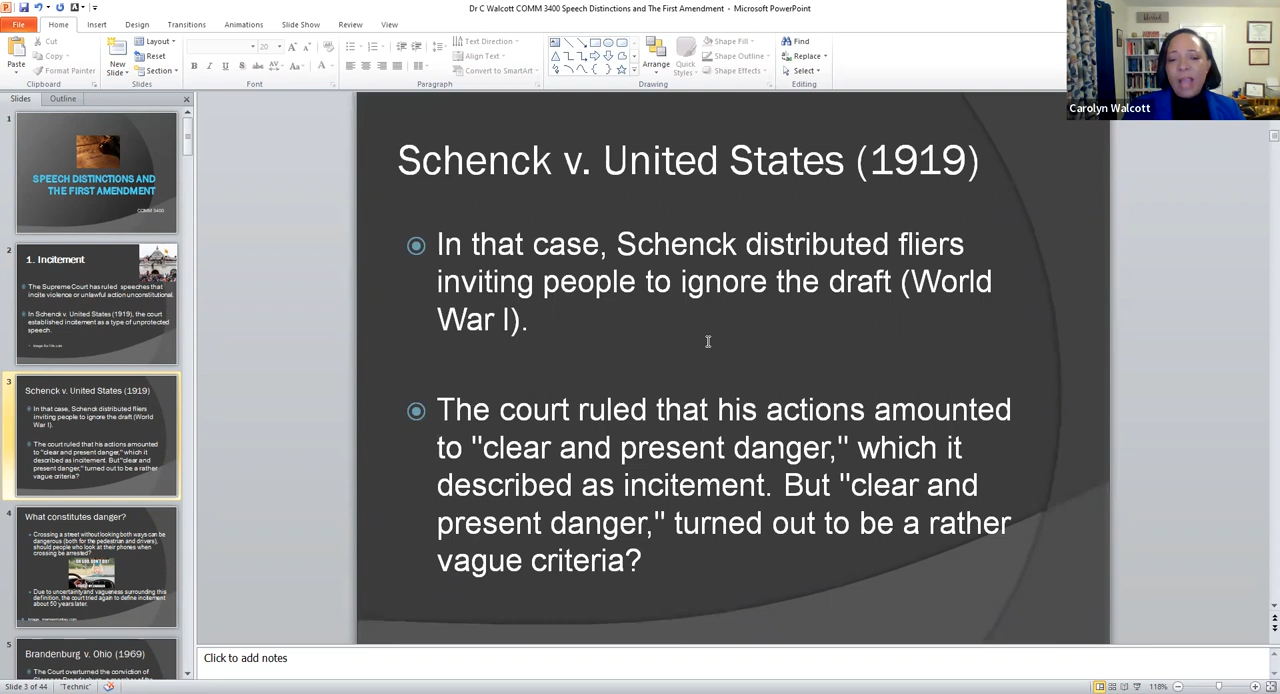 Dr C Walcott COMM 3400 Speech Distinctions and The First Amendment - Microsoft PowerPoint
File Home Insert Design Transitions Animations Slide Show Review View
Paste
Cut
Copy
Format Painter
Clipboard
New
Slide
Layout
Reset
Section
Slides
20
B I U S abc AV Aa A
Font
Text Direction
Align Text
Convert to SmartArt
Paragraph
Arrange
Quick
Styles
Shape Fill
Shape Outline
Shape Effects
Drawing
Find
Replace
Select
Editing
Carolyn Walcott
Slides Outline
1
SPEECH DISTINCTIONS AND
THE FIRST AMENDMENT
COMM 3400
2
1. Incitement
The Supreme Court has ruled speeches that
incite violence or unlawful action unconstitutional.
In Schenck v. United States (1919), the court
established incitement as a type of unprotected
speech.
3
Schenck v. United States (1919)
In that case, Schenck distributed fliers
inviting people to ignore the draft (World
War I).
The court ruled that his actions amounted
to "clear and present danger," which it
described as incitement. But "clear and
present danger," turned out to be a rather
vague criteria?
4
What constitutes danger?
Crossing a street without looking both ways can be
dangerous (both for the pedestrian and drivers),
should people who look at their phones when
crossing be arrested?
Due to uncertainty and vagueness surrounding this
definition, the court tried again to define incitement
about 50 years later.
5
Brandenburg v. Ohio (1969)
The Court overturned the conviction of
Schenck v. United States (1919)
In that case, Schenck distributed fliers
inviting people to ignore the draft (World
War I).
The court ruled that his actions amounted
to "clear and present danger," which it
described as incitement. But "clear and
present danger," turned out to be a rather
vague criteria?
Click to add notes
Slide 3 of 44 "Technic" 118%